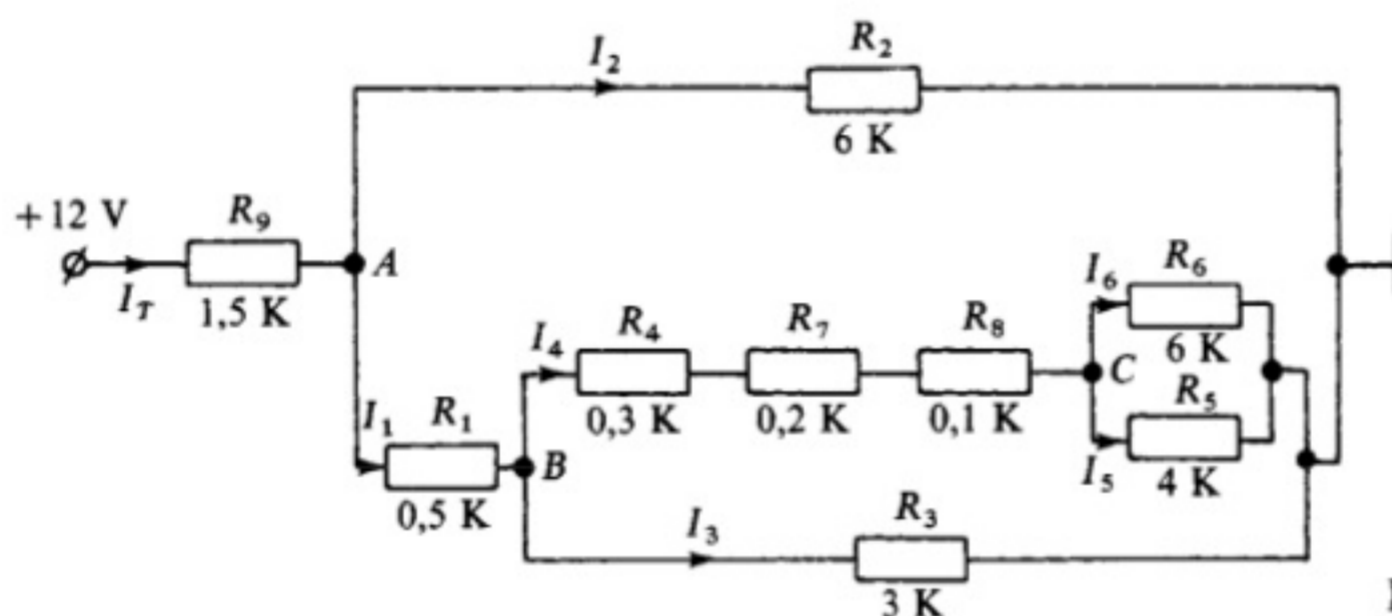 R₂
I₂
6 K
+12 V
R₉
A
I_T
1,5 K
I₆
R₆
6 K
I₄
R₄
R₇
R₈
C
0,3 K
0,2 K
0,1 K
R₅
I₅
4 K
I₁
R₁
B
0,5 K
I₃
R₃
3 K